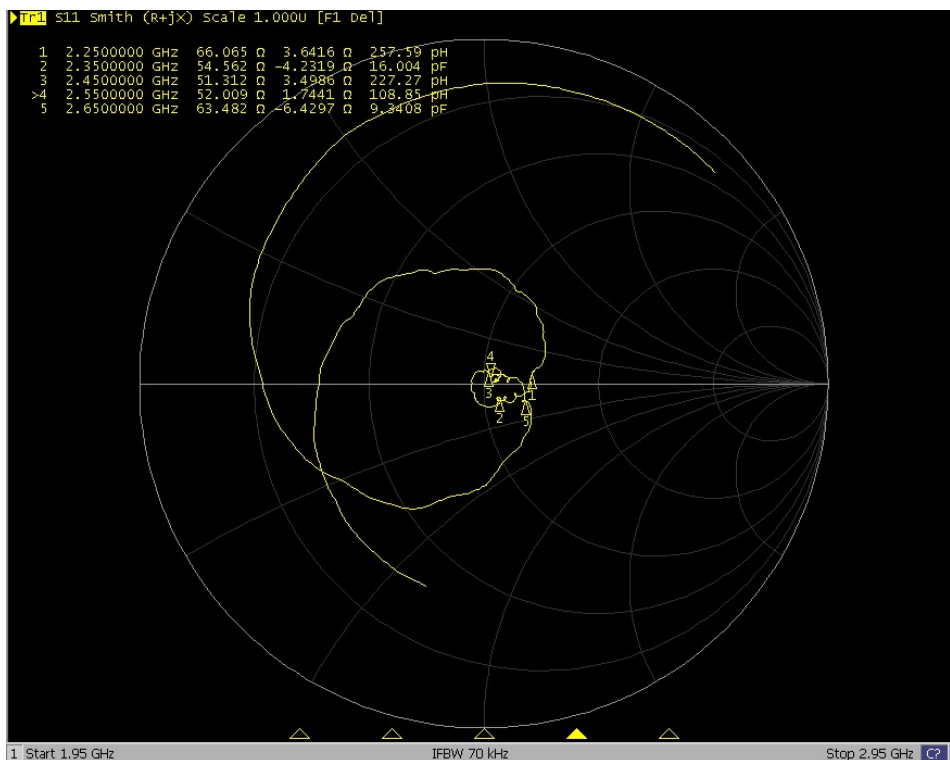 Tr1 S11 Smith (R+jX) Scale 1.000U [F1 Del]
1 2.2500000 GHz 66.065 Ω 3.6416 Ω 257.59 pH
2 2.3500000 GHz 54.562 Ω -4.2319 Ω 16.004 pF
3 2.4500000 GHz 51.312 Ω 3.4986 Ω 227.27 pH
>4 2.5500000 GHz 52.009 Ω 1.7441 Ω 108.85 pH
5 2.6500000 GHz 63.482 Ω -6.4297 Ω 9.3408 pF
4
3
1
2
5
1 Start 1.95 GHz IFBW 70 kHz Stop 2.95 GHz C?